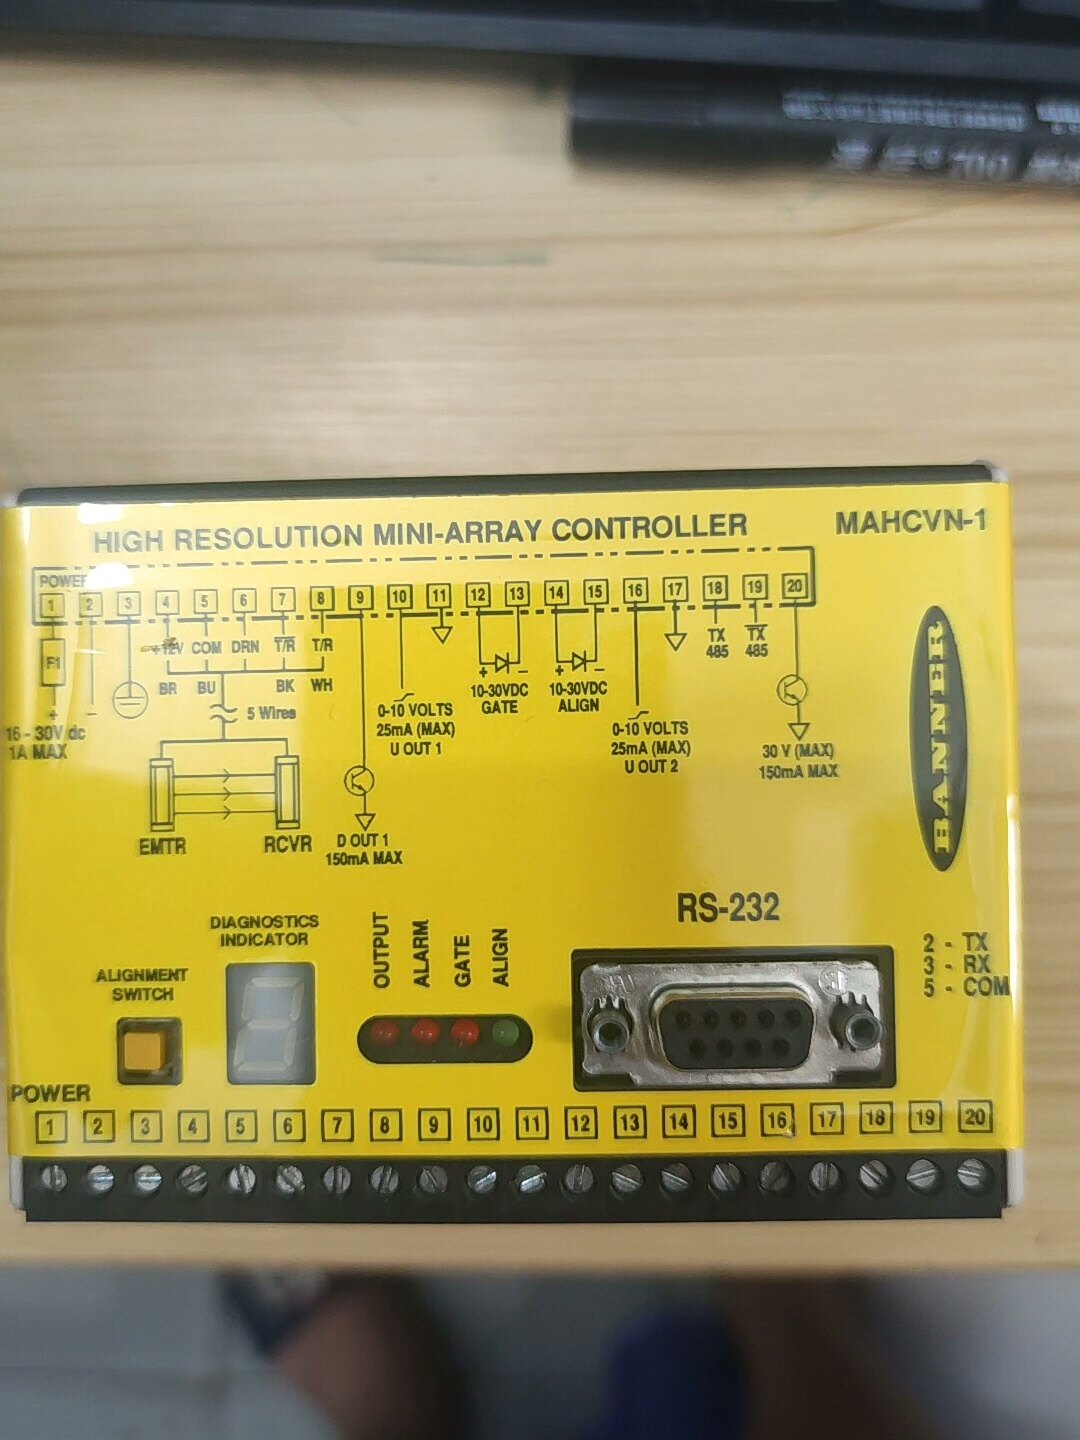 HIGH RESOLUTION MINI-ARRAY CONTROLLER
MAHCVN-1
POWER
1 2 3 4 5 6 7 8 9 10 11 12 13 14 15 16 17 18 19 20
F1
+12V COM DRN T/R T/R
BR BU BK WH
5 Wires
+ -
16 - 30V dc
1A MAX
EMTR RCVR
D OUT 1
150mA MAX
0-10 VOLTS
25mA (MAX)
U OUT 1
+ -
10-30VDC
GATE
+ -
10-30VDC
ALIGN
0-10 VOLTS
25mA (MAX)
U OUT 2
TX
485
TX
485
30 V (MAX)
150mA MAX
BANNER
DIAGNOSTICS
INDICATOR
ALIGNMENT
SWITCH
OUTPUT
ALARM
GATE
ALIGN
RS-232
2 - TX
3 - RX
5 - COM
POWER
1 2 3 4 5 6 7 8 9 10 11 12 13 14 15 16 17 18 19 20